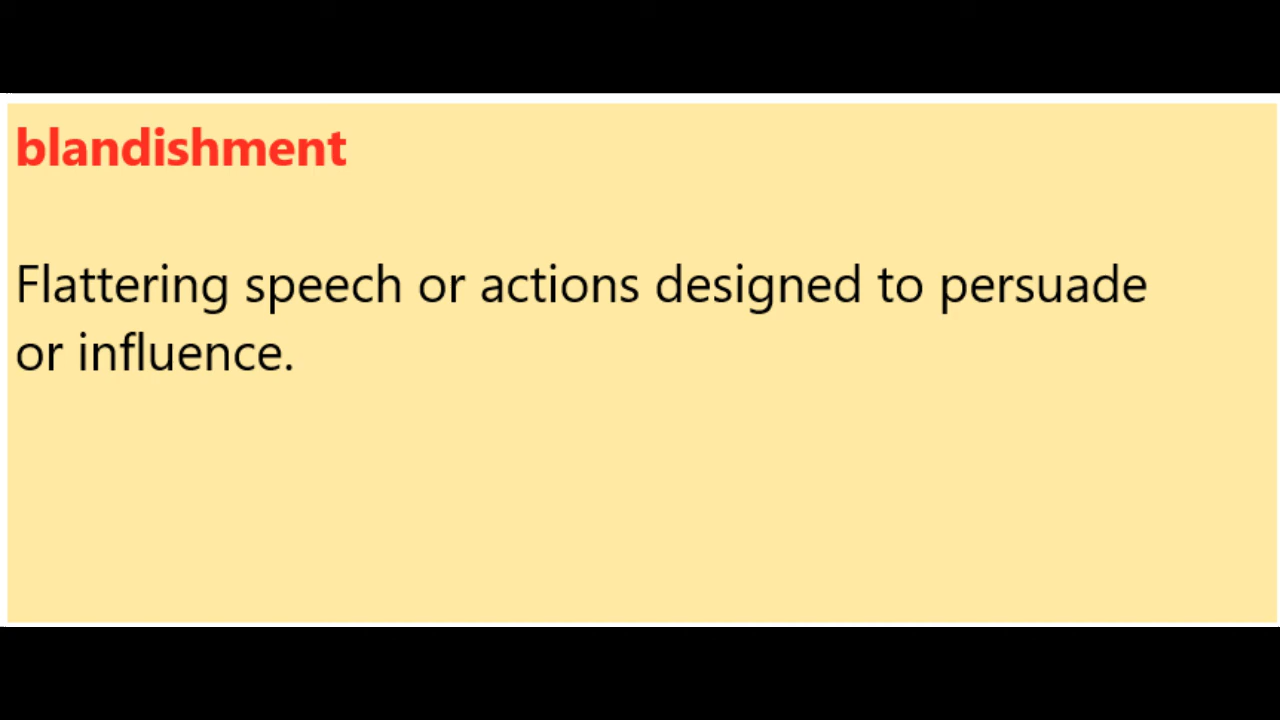 blandishment
Flattering speech or actions designed to persuade
or influence.